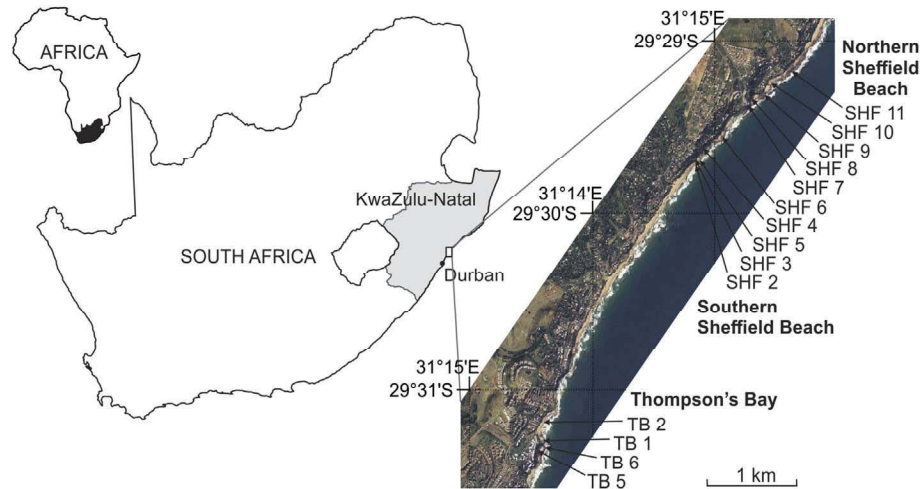 AFRICA
KwaZulu-Natal
SOUTH AFRICA
Durban
31°15'E
29°29'S
Northern
Sheffield
Beach
SHF 11
SHF 10
SHF 9
SHF 8
SHF 7
SHF 6
SHF 4
SHF 5
SHF 3
SHF 2
31°14'E
29°30'S
Southern
Sheffield Beach
31°15'E
29°31'S
Thompson's Bay
TB 2
TB 1
TB 6
TB 5
1 km